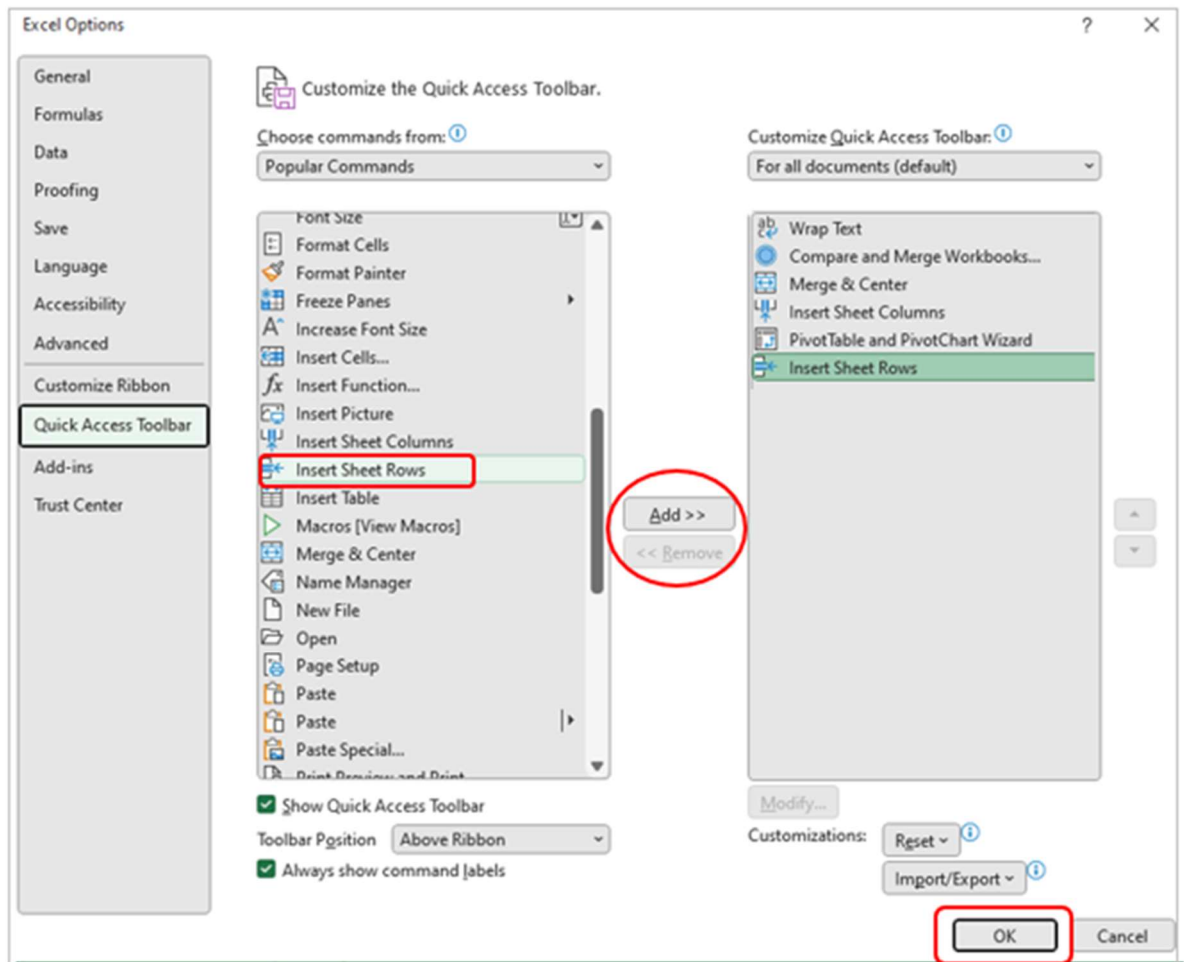 Excel Options
?
General
Formulas
Data
Proofing
Save
Language
Accessibility
Advanced
Customize Ribbon
Quick Access Toolbar
Add-ins
Trust Center
Customize the Quick Access Toolbar.
Choose commands from:
Popular Commands
Font Size
Format Cells
Format Painter
Freeze Panes
Increase Font Size
Insert Cells...
Insert Function...
Insert Picture
Insert Sheet Columns
Insert Sheet Rows
Insert Table
Macros [View Macros]
Merge & Center
Name Manager
New File
Open
Page Setup
Paste
Paste
Paste Special...
Print Preview and Print
Show Quick Access Toolbar
Toolbar Position Above Ribbon
Always show command labels
Add >>
<< Remove
Customize Quick Access Toolbar:
For all documents (default)
Wrap Text
Compare and Merge Workbooks...
Merge & Center
Insert Sheet Columns
PivotTable and PivotChart Wizard
Insert Sheet Rows
Modify...
Customizations: Reset
Import/Export
OK Cancel